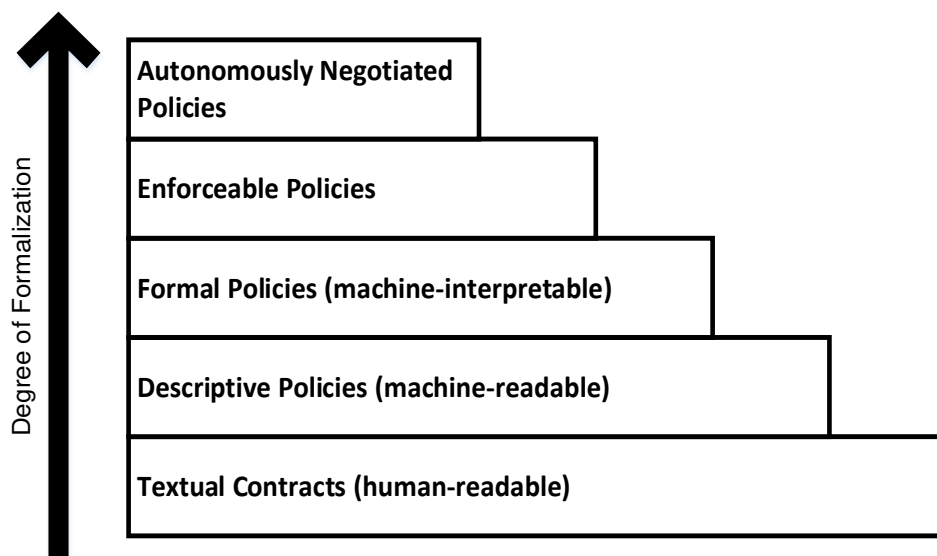 Degree of Formalization
Autonomously Negotiated
Policies
Enforceable Policies
Formal Policies (machine-interpretable)
Descriptive Policies (machine-readable)
Textual Contracts (human-readable)